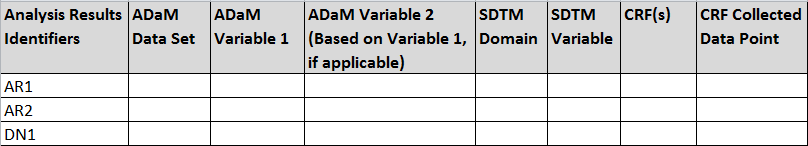 Analysis Results Identifiers
ADaM Data Set
ADaM Variable 1
ADaM Variable 2 (Based on Variable 1, if applicable)
SDTM Domain
SDTM Variable
CRF(s)
CRF Collected Data Point
AR1
AR2
DN1